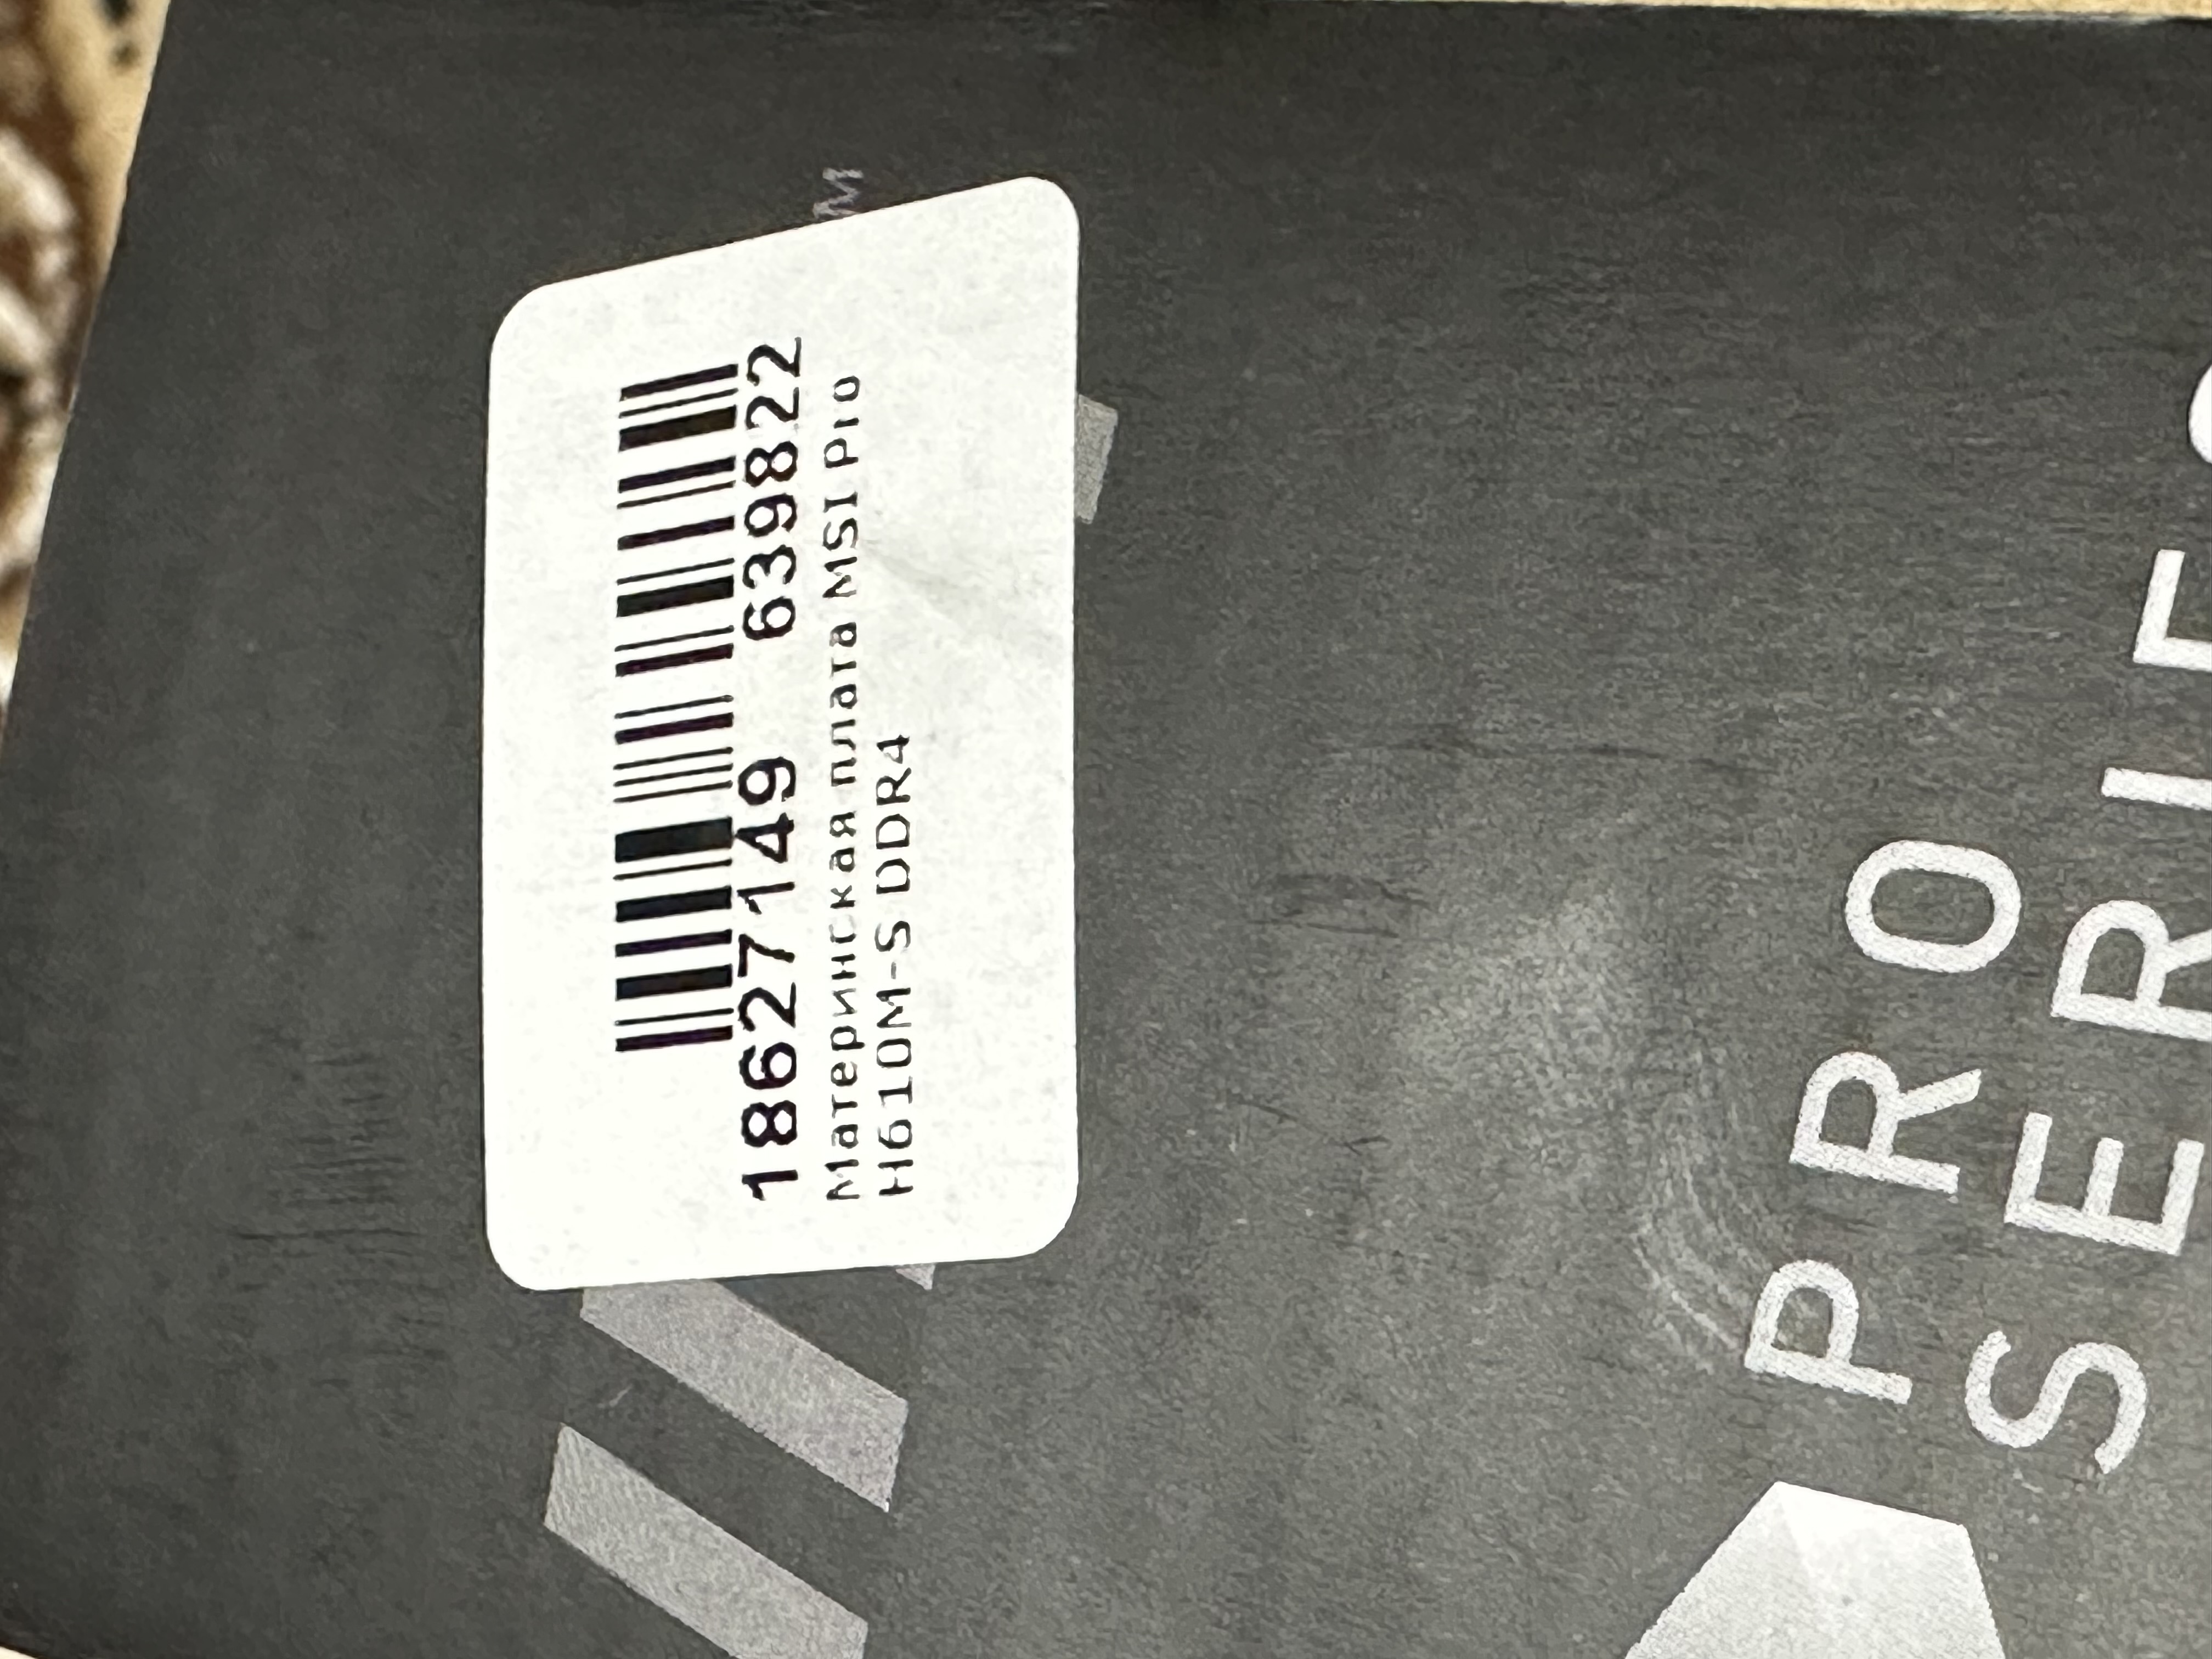 18627149 639822
Материнская плата MSI Pro
H610M-S DDR4
PRO
SERIES
M